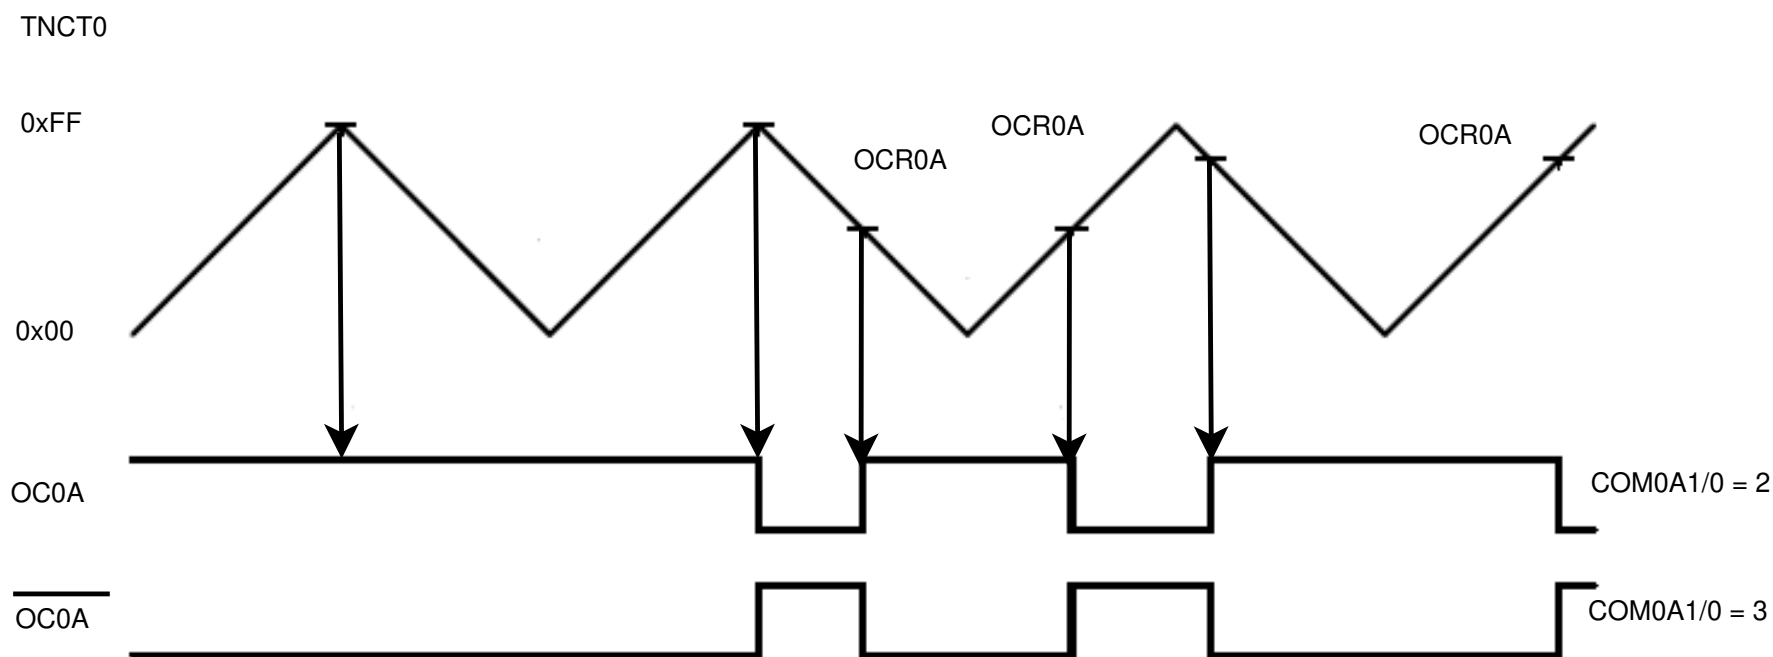 TNCT0
0xFF
OCR0A
OCR0A
OCR0A
0x00
OC0A
COM0A1/0 = 2
OC0A
COM0A1/0 = 3